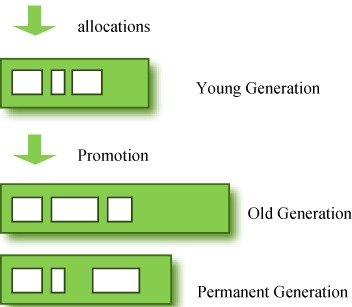 allocations
Young Generation
Promotion
Old Generation
Permanent Generation